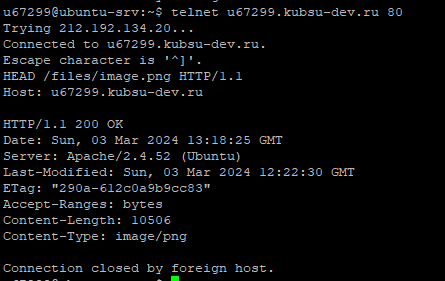 u67299@ubuntu-srv:~$ telnet u67299.kubsu-dev.ru 80
Trying 212.192.134.20...
Connected to u67299.kubsu-dev.ru.
Escape character is '^]'.
HEAD /files/image.png HTTP/1.1
Host: u67299.kubsu-dev.ru
HTTP/1.1 200 OK
Date: Sun, 03 Mar 2024 13:18:25 GMT
Server: Apache/2.4.52 (Ubuntu)
Last-Modified: Sun, 03 Mar 2024 12:22:30 GMT
ETag: "290a-612c0a9b9cc83"
Accept-Ranges: bytes
Content-Length: 10506
Content-Type: image/png
Connection closed by foreign host.